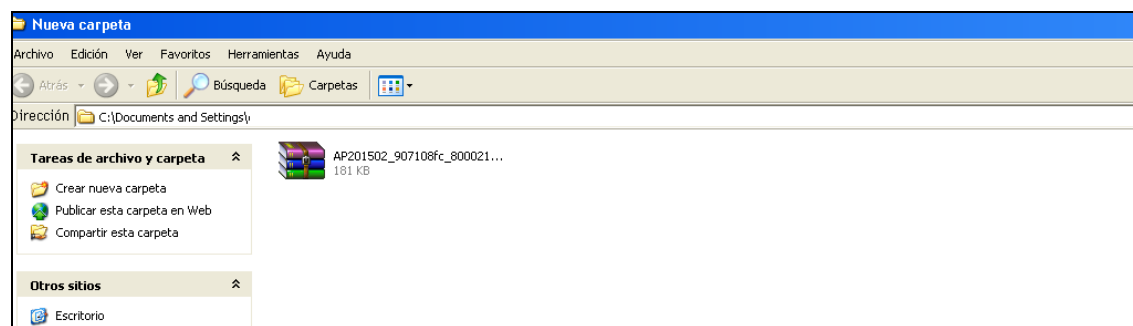 Nueva carpeta
Archivo Edición Ver Favoritos Herramientas Ayuda
Atrás Búsqueda Carpetas
Dirección C:\Documents and Settings\
Tareas de archivo y carpeta
AP201502_907108fc_800021...
181 KB
Crear nueva carpeta
Publicar esta carpeta en Web
Compartir esta carpeta
Otros sitios
Escritorio